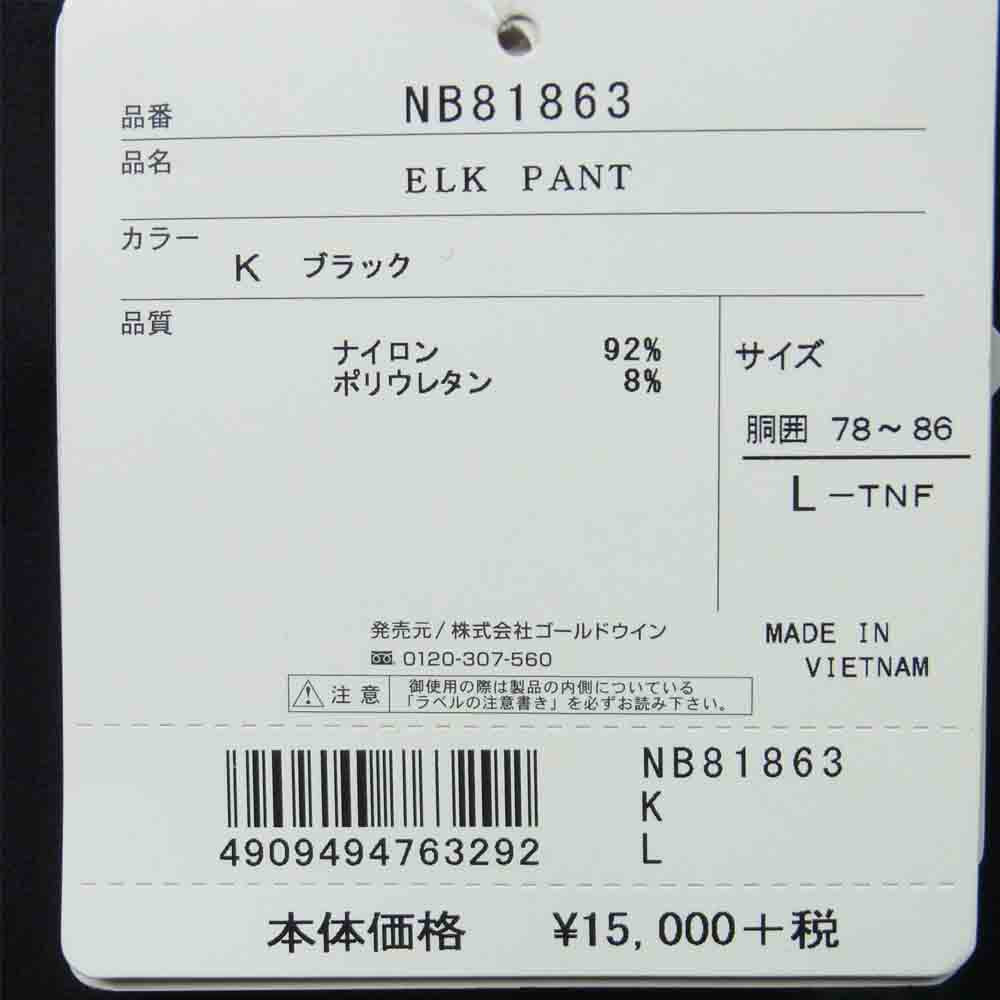 品番 NB81863
品名 ELK PANT
カラー K ブラック
品質
ナイロン 92%
ポリウレタン 8%
サイズ
胴囲 78～86
L-TNF
発売元/株式会社ゴールドウイン
0120-307-560
MADE IN
VIETNAM
注意
御使用の際は製品の内側についている
「ラベルの注意書き」を必ずお読み下さい。
4909494763292
NB81863
K
L
本体価格 ¥15,000+税